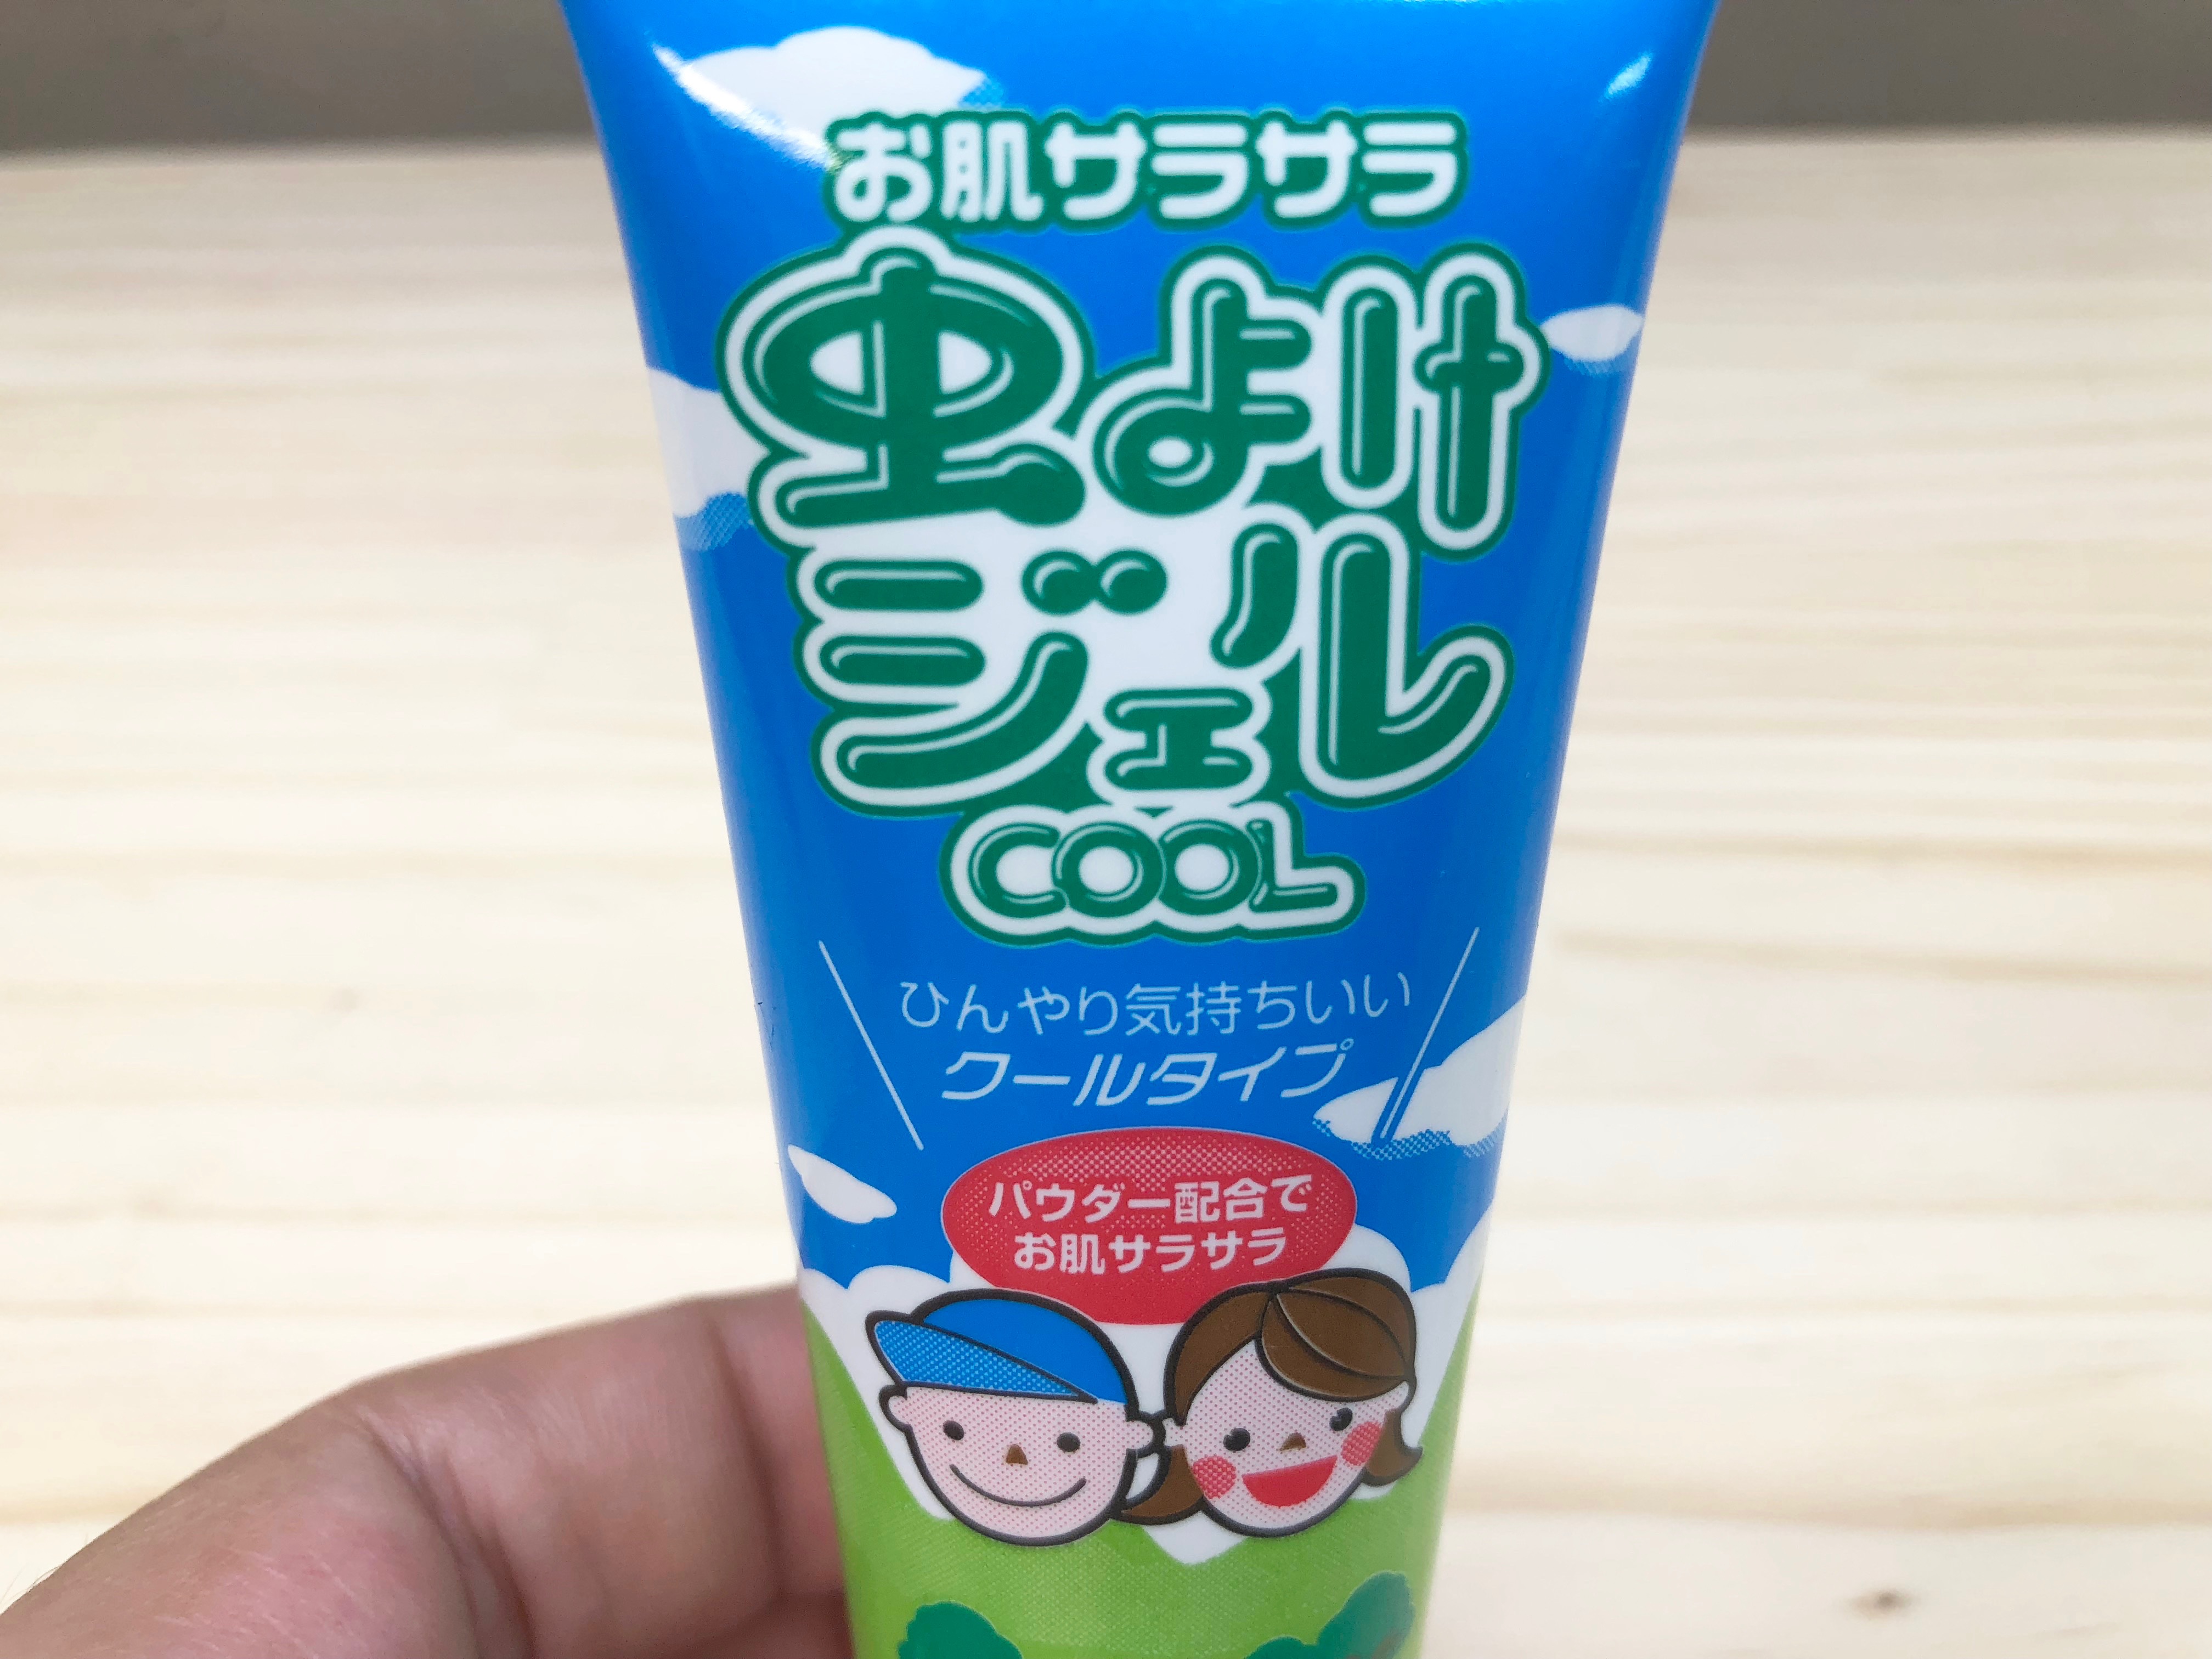 お肌サラサラ
虫よけ
ジェル
COOL
ひんやり気持ちいい
クールタイプ
パウダー配合で
お肌サラサラ